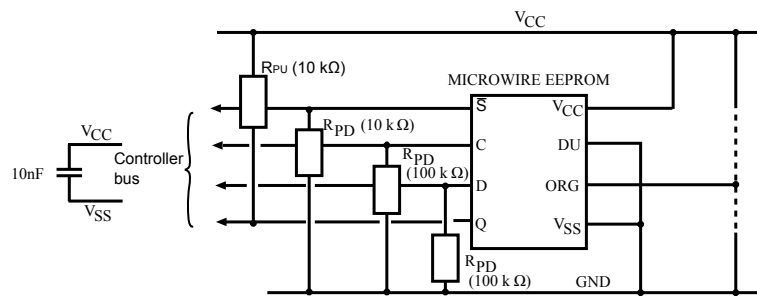 VCC
RPU (10 kΩ)
MICROWIRE EEPROM
S̅
VCC
RPD (10 kΩ)
VCC
Controller
bus
C
DU
10nF
RPD
(100 kΩ)
D
ORG
VSS
Q
VSS
RPD
(100 kΩ)
GND